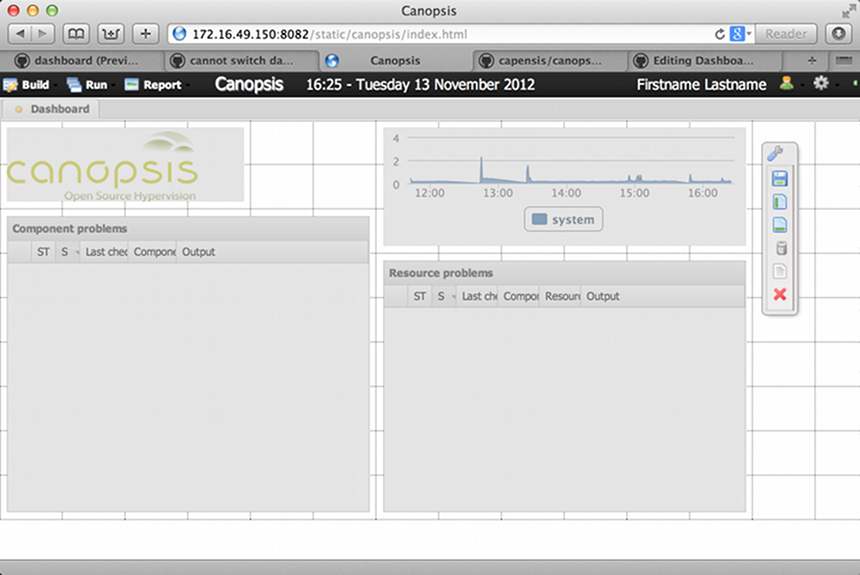 Canopsis
172.16.49.150:8082/static/canopsis/index.html
Reader
dashboard (Previ...
cannot switch da...
Canopsis
capensis/canops...
Editing Dashboa...
Build
Run
Report
Canopsis
16:25 - Tuesday 13 November 2012
Firstname Lastname
Dashboard
canopsis
Open Source Hypervision
4
2
0
12:00 13:00 14:00 15:00 16:00
system
Component problems
ST S Last chec Compone Output
Resource problems
ST S Last che Compor Resourc Output